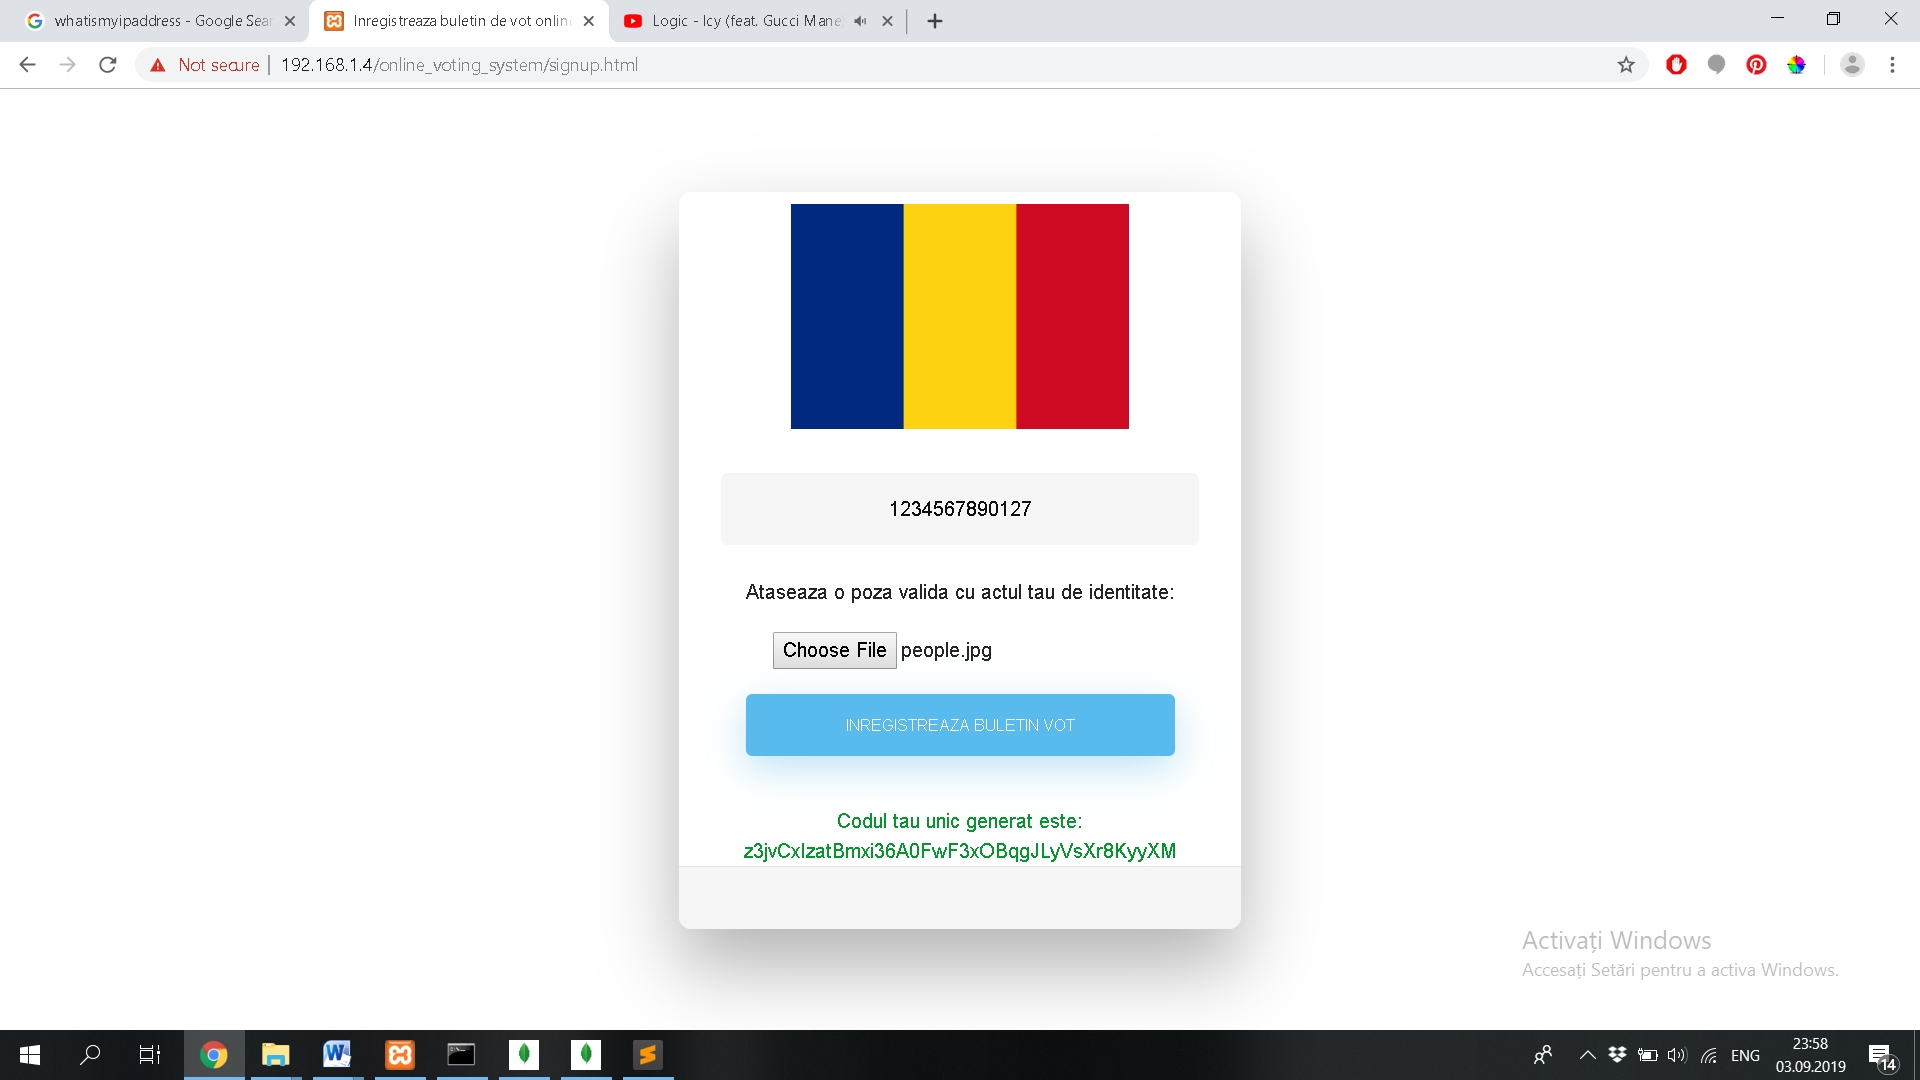 whatismyipaddress - Google Sear
Inregistreaza buletin de vot onlin
Logic - Icy (feat. Gucci Mane)
Not secure
192.168.1.4/online_voting_system/signup.html
1234567890127
Ataseaza o poza valida cu actul tau de identitate:
Choose File people.jpg
INREGISTREAZA BULETIN VOT
Codul tau unic generat este:
z3jvCxIzatBmxi36A0FwF3xOBqgJLyVsXr8KyyXM
Activați Windows
Accesați Setări pentru a activa Windows.
ENG
23:58
03.09.2019
14